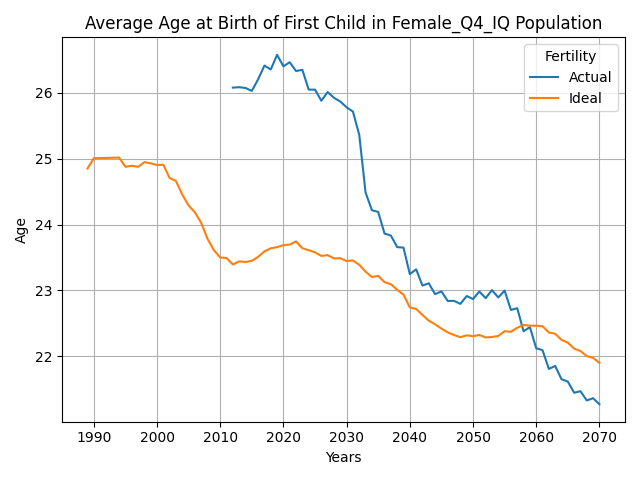 Average Age at Birth of First Child in Female_Q4_IQ Population
Fertility
Actual
Ideal
Age
26
25
24
23
22
1990 2000 2010 2020 2030 2040 2050 2060 2070
Years